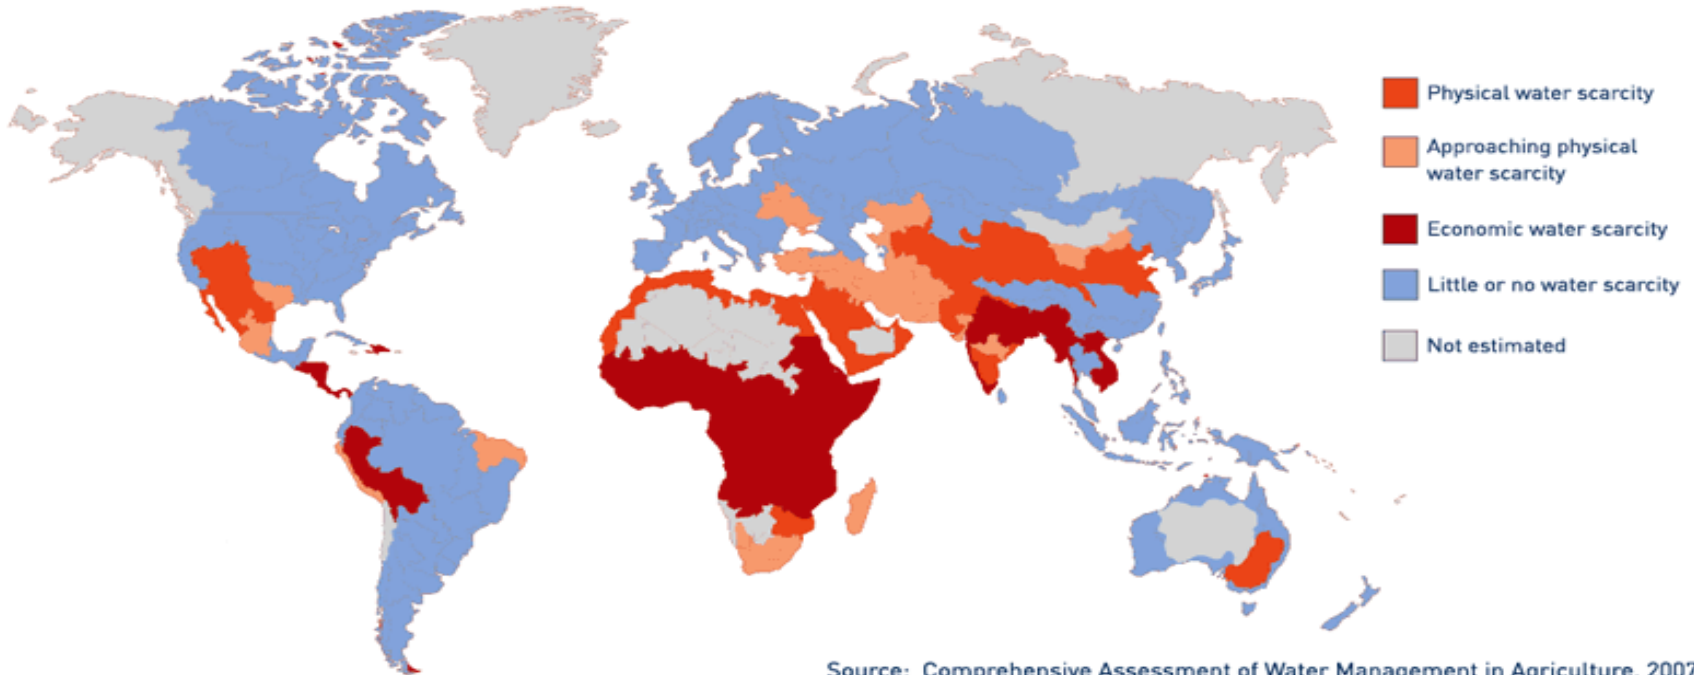 Physical water scarcity
Approaching physical
water scarcity
Economic water scarcity
Little or no water scarcity
Not estimated
Source: Comprehensive Assessment of Water Management in Agriculture, 2007